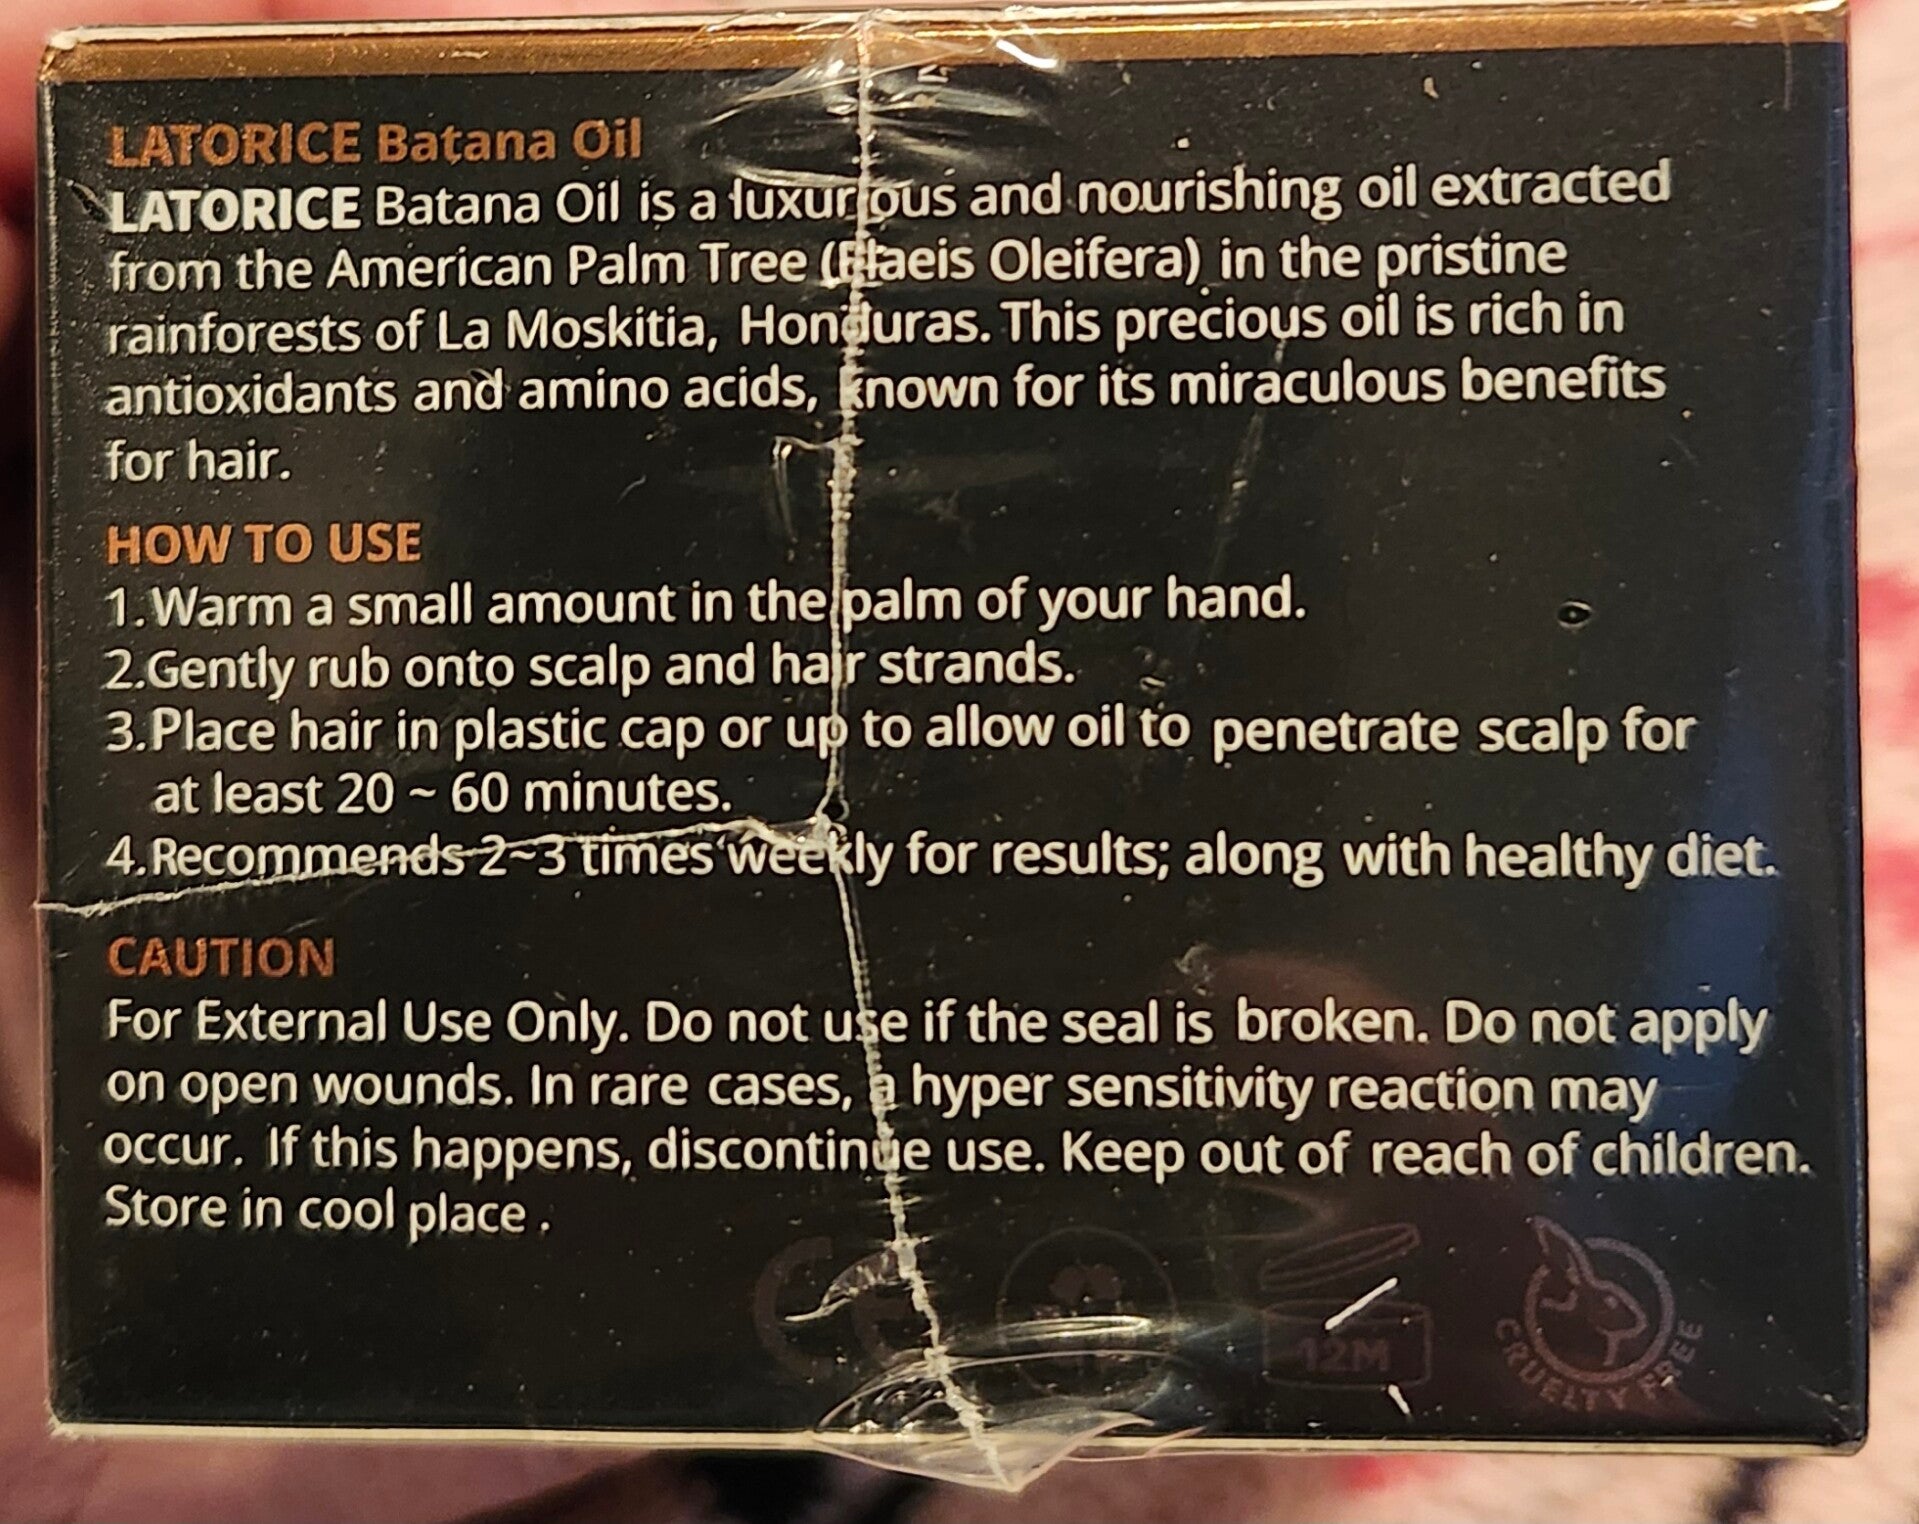 LATORICE Batana Oil
LATORICE Batana Oil is a luxurious and nourishing oil extracted
from the American Palm Tree (Elaeis Oleifera) in the pristine
rainforests of La Moskitia, Honduras. This precious oil is rich in
antioxidants and amino acids, known for its miraculous benefits
for hair.
HOW TO USE
1.Warm a small amount in the palm of your hand.
2.Gently rub onto scalp and hair strands.
3.Place hair in plastic cap or up to allow oil to penetrate scalp for
at least 20 ~ 60 minutes.
4.Recommends 2~3 times weekly for results; along with healthy diet.
CAUTION
For External Use Only. Do not use if the seal is broken. Do not apply
on open wounds. In rare cases, a hyper sensitivity reaction may
occur. If this happens, discontinue use. Keep out of reach of children.
Store in cool place .
CE
12M
CRUELTY FREE